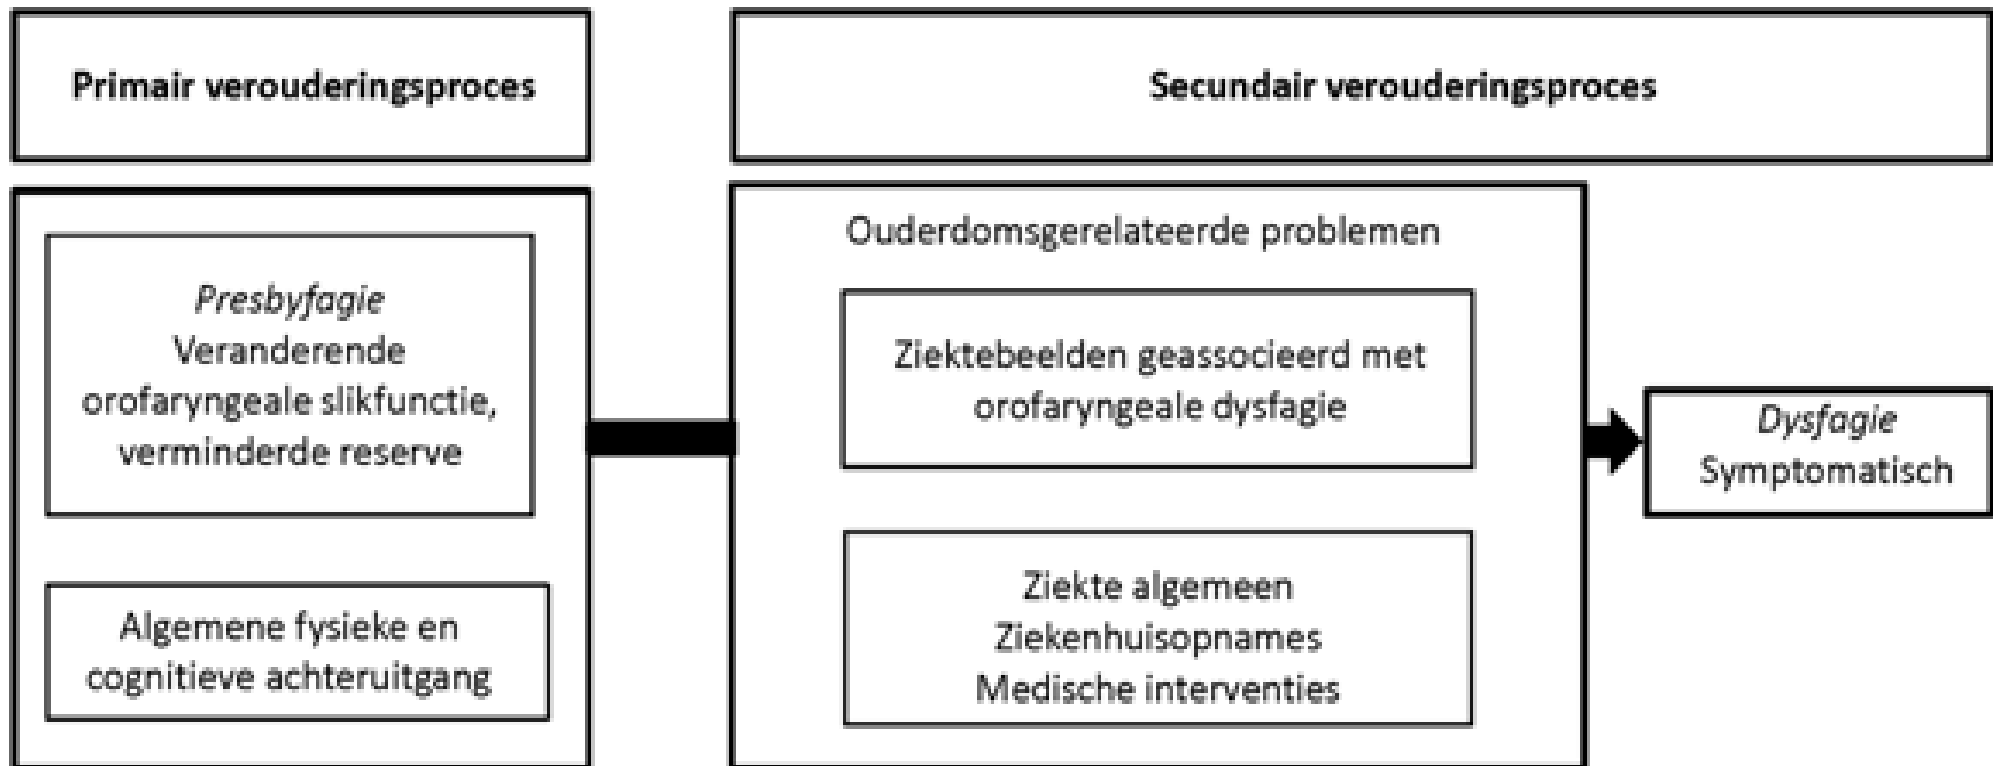 Primair verouderingsproces
Secundair verouderingsproces
Presbyfagie
Veranderende
orofaryngeale slikfunctie,
verminderde reserve
Algemene fysieke en
cognitieve achteruitgang
Ouderdomsgerelateerde problemen
Ziektebeelden geassocieerd met
orofaryngeale dysfagie
Ziekte algemeen
Ziekenhuisopnames
Medische interventies
Dysfagie
Symptomatisch